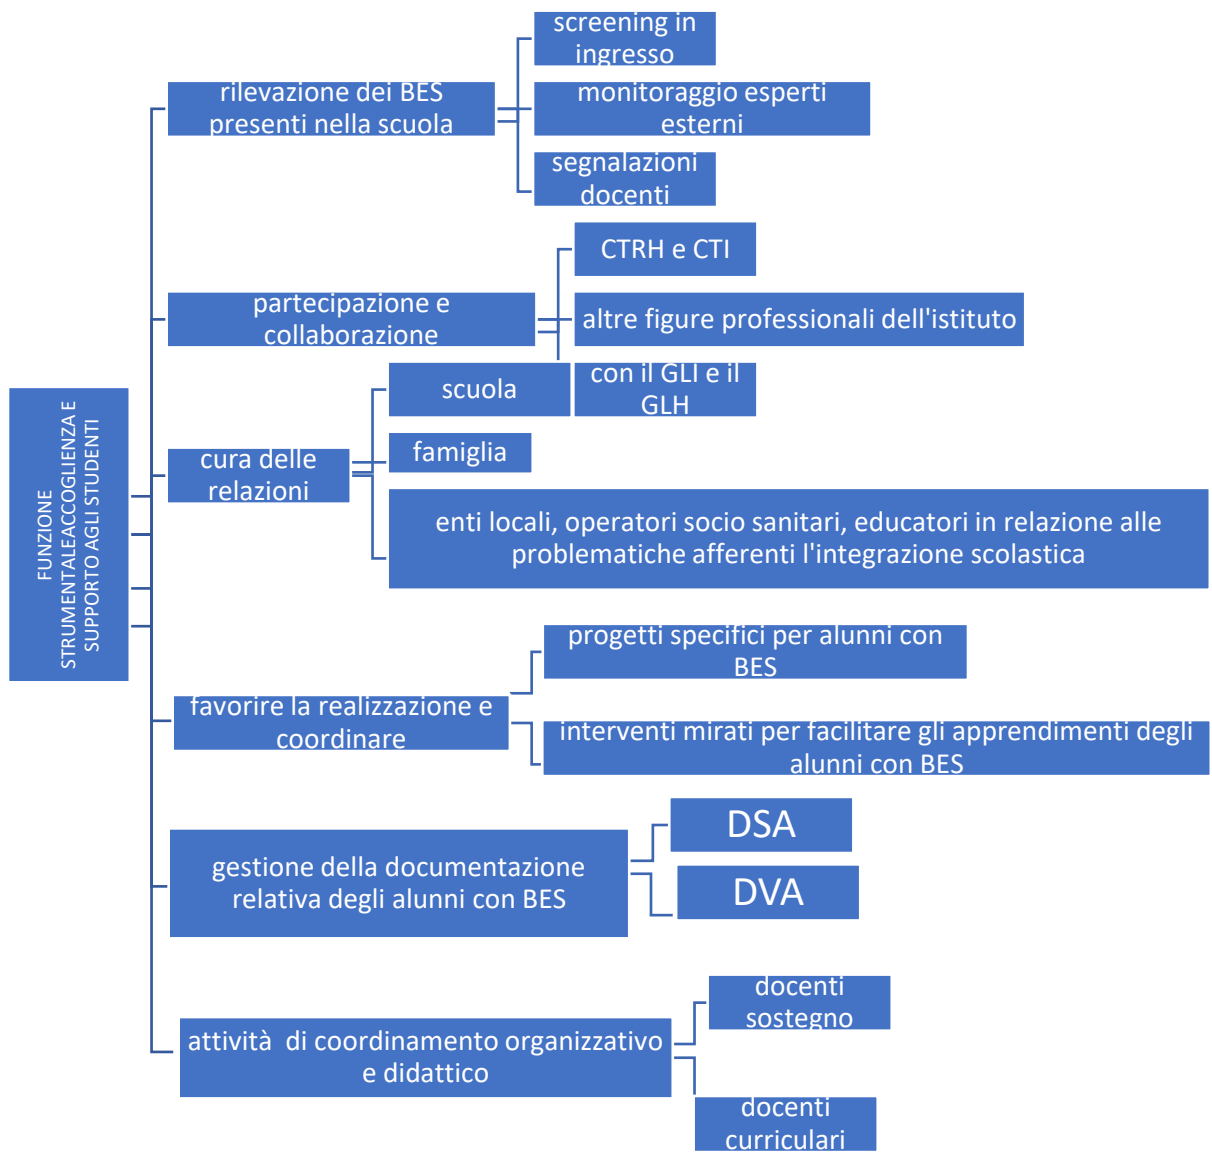 FUNZIONE
STRUMENTALEACCOGLIENZA E
SUPPORTO AGLI STUDENTI
rilevazione dei BES
presenti nella scuola
screening in
ingresso
monitoraggio esperti
esterni
segnalazioni
docenti
partecipazione e
collaborazione
CTRH e CTI
altre figure professionali dell'istituto
con il GLI e il
GLH
cura delle
relazioni
scuola
famiglia
enti locali, operatori socio sanitari, educatori in relazione alle
problematiche afferenti l'integrazione scolastica
favorire la realizzazione e
coordinare
progetti specifici per alunni con
BES
interventi mirati per facilitare gli apprendimenti degli
alunni con BES
gestione della documentazione
relativa degli alunni con BES
DSA
DVA
attività  di coordinamento organizzativo
e didattico
docenti
sostegno
docenti
curriculari